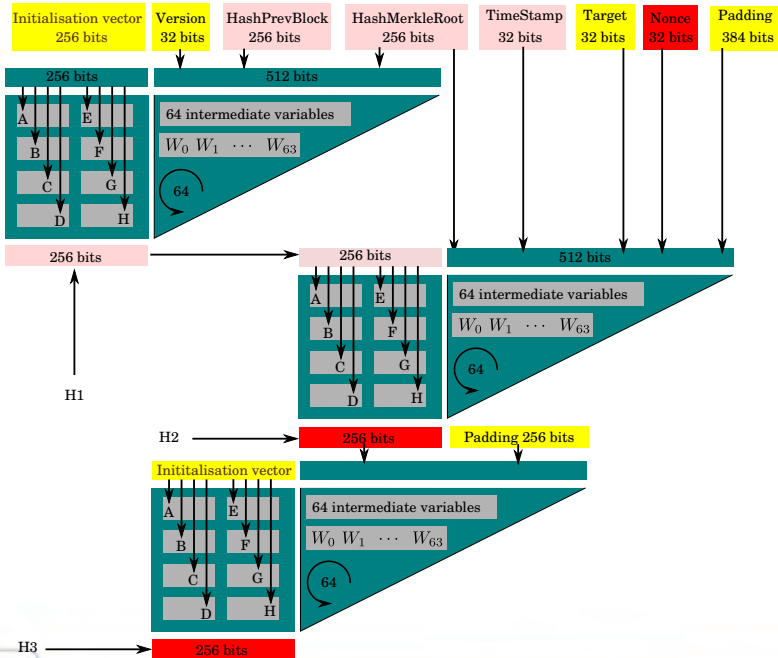 Initialisation vector
256 bits
Version
32 bits
HashPrevBlock
256 bits
HashMerkleRoot
256 bits
TimeStamp
32 bits
Target
32 bits
Nonce
32 bits
Padding
384 bits
256 bits
512 bits
A
E
B
F
C
G
D
H
64 intermediate variables
W₀ W₁ ⋯ W₆₃
64
256 bits
256 bits
512 bits
A
E
B
F
C
G
D
H
64 intermediate variables
W₀ W₁ ⋯ W₆₃
64
H1
H2
256 bits
Padding 256 bits
Inititalisation vector
A
E
B
F
C
G
D
H
64 intermediate variables
W₀ W₁ ⋯ W₆₃
64
H3
256 bits